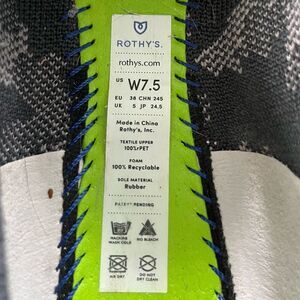 ROTHY'S.
rothys.com
US W7.5
EU 38 CHN 245
UK 5 JP 24.5
Made in China
Rothy's, Inc.
TEXTILE UPPER
100% rPET
FOAM
100% Recyclable
SOLE MATERIAL
Rubber
PATENT PENDING
MACHINE WASH COLD
NO BLEACH
AIR DRY
DO NOT DRY CLEAN